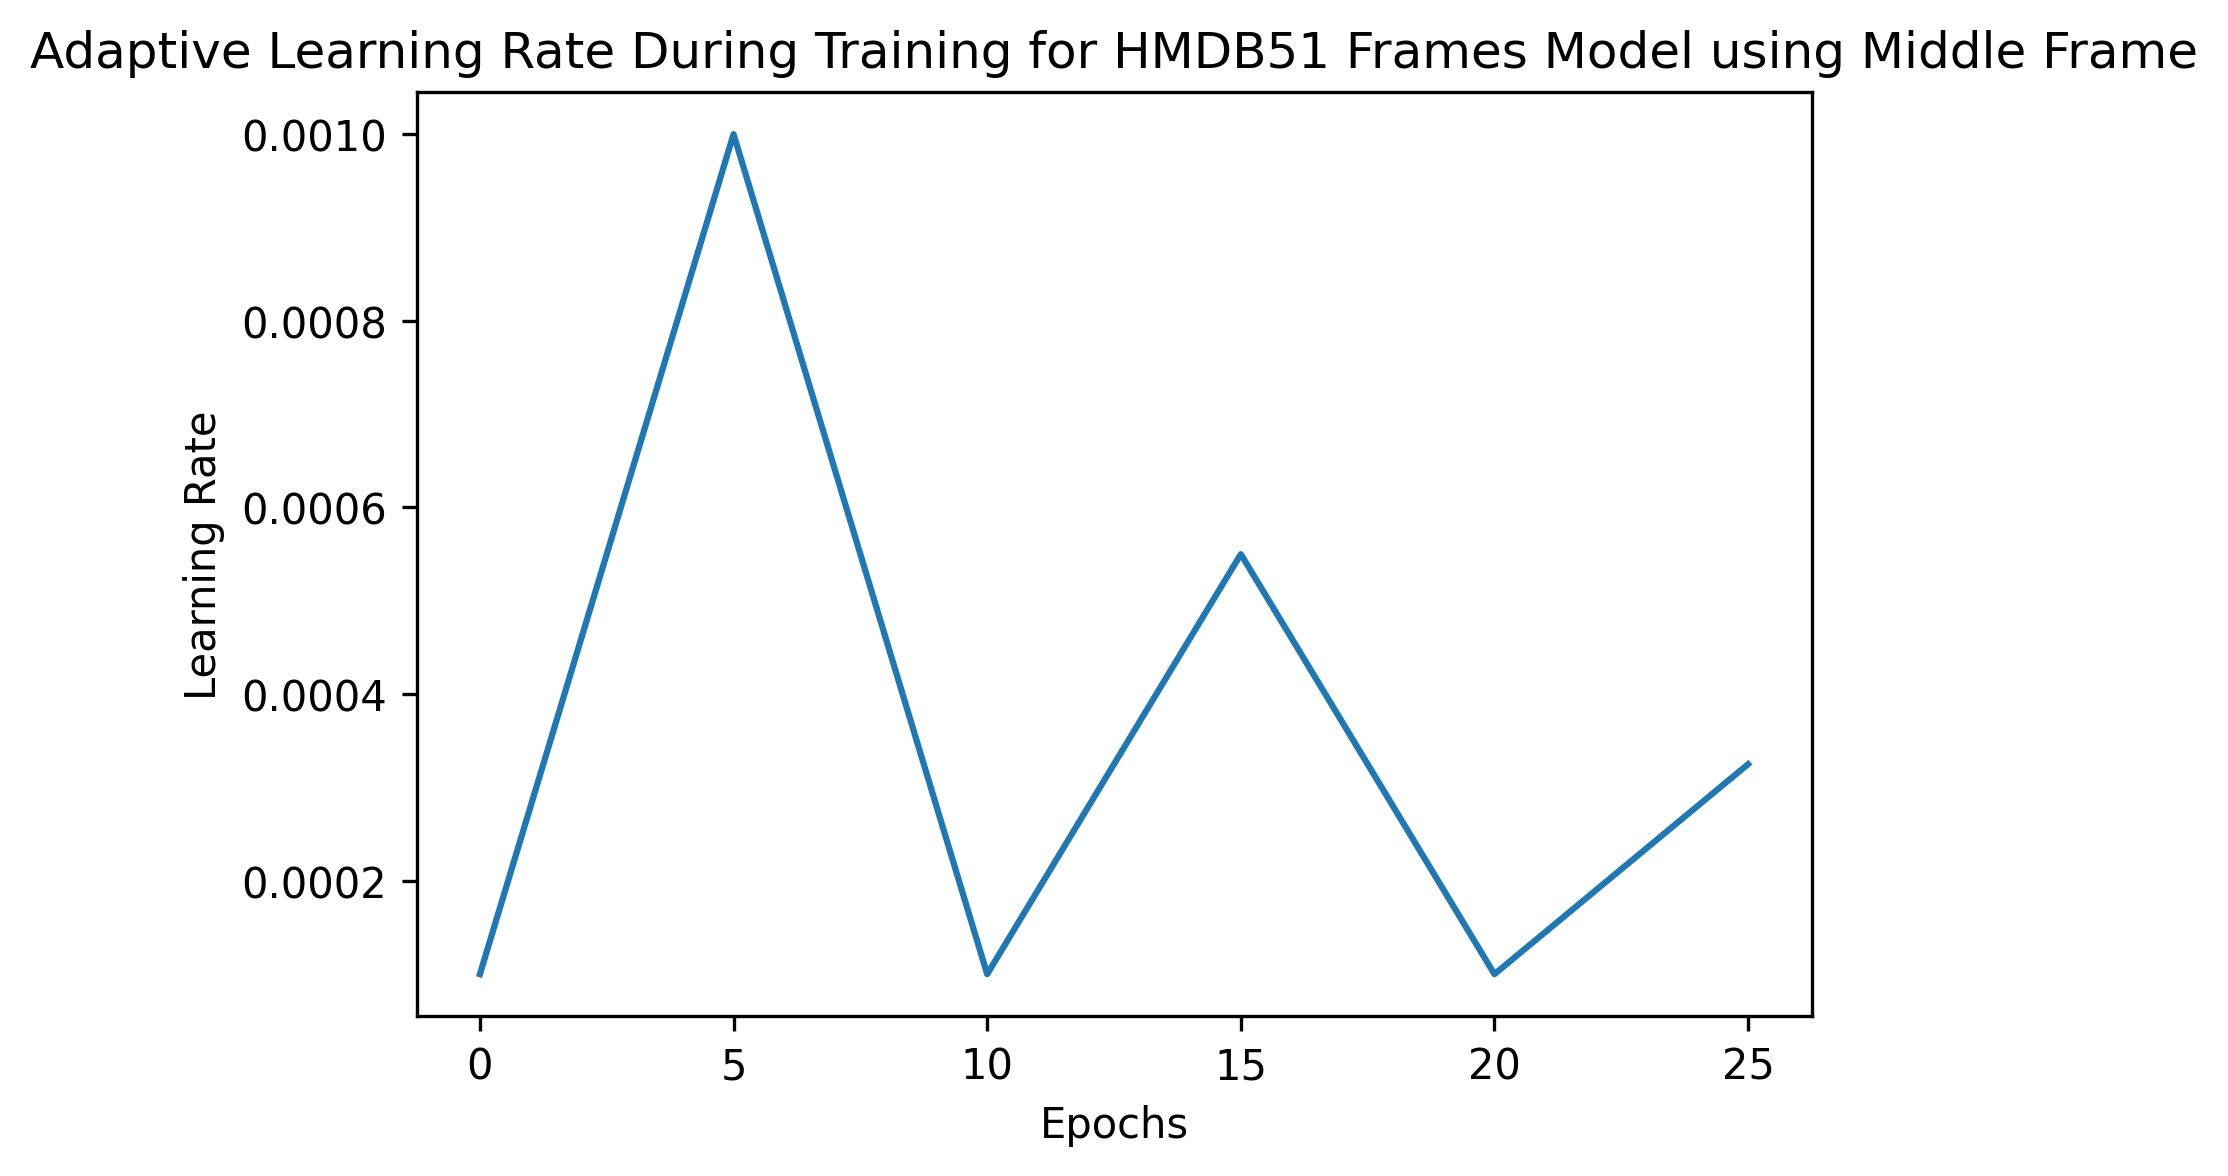 Adaptive Learning Rate During Training for HMDB51 Frames Model using Middle Frame
0.0010
0.0008
0.0006
0.0004
0.0002
Learning Rate
0 5 10 15 20 25
Epochs